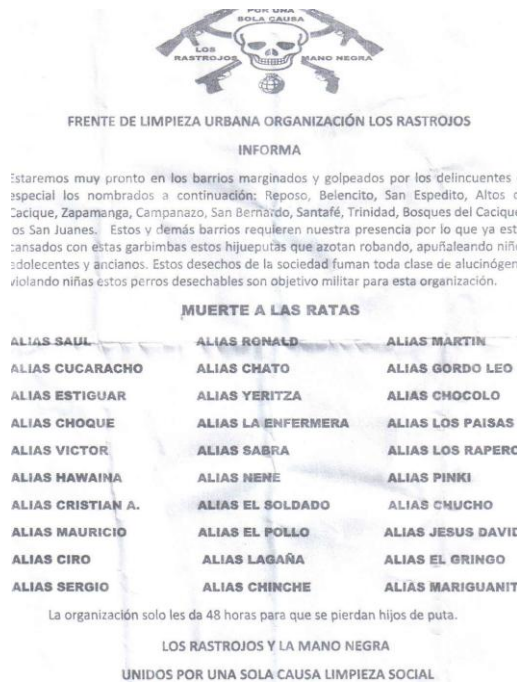 POR UNA
SOLA CAUSA
LOS
RASTROJOS
MANO NEGRA
FRENTE DE LIMPIEZA URBANA ORGANIZACIÓN LOS RASTROJOS
INFORMA
Estaremos muy pronto en los barrios marginados y golpeados por los delincuentes
especial los nombrados a continuación: Reposo, Belencito, San Espedito, Altos
Cacique, Zapamanga, Campanazo, San Bernardo, Santafé, Trinidad, Bosques del Cacique
los San Juanes. Estos y demás barrios requieren nuestra presencia por lo que ya est
cansados con estas garbimbas estos hijueputas que azotan robando, apuñaleando niñ
adolecentes y ancianos. Estos desechos de la sociedad fuman toda clase de alucinógen
violando niñas estos perros desechables son objetivo militar para esta organización.
MUERTE A LAS RATAS
ALIAS SAUL ALIAS RONALD ALIAS MARTIN
ALIAS CUCARACHO ALIAS CHATO ALIAS GORDO LEO
ALIAS ESTIGUAR ALIAS YERITZA ALIAS CHOCOLO
ALIAS CHOQUE ALIAS LA ENFERMERA ALIAS LOS PAISAS
ALIAS VICTOR ALIAS SABRA ALIAS LOS RAPERO
ALIAS HAWAINA ALIAS NENE ALIAS PINKI
ALIAS CRISTIAN A. ALIAS EL SOLDADO ALIAS CHUCHO
ALIAS MAURICIO ALIAS EL POLLO ALIAS JESUS DAVID
ALIAS CIRO ALIAS LAGAÑA ALIAS EL GRINGO
ALIAS SERGIO ALIAS CHINCHE ALIAS MARIGUANIT
La organización solo les da 48 horas para que se pierdan hijos de puta.
LOS RASTROJOS Y LA MANO NEGRA
UNIDOS POR UNA SOLA CAUSA LIMPIEZA SOCIAL